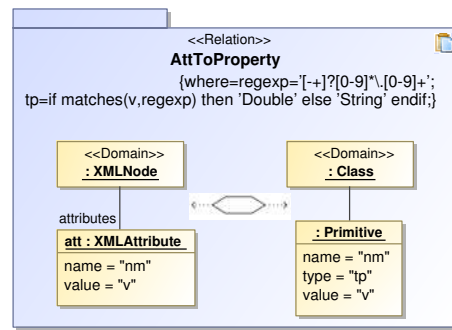 <<Relation>>
AttToProperty
{where=regexp='[-+]?[0-9]*\.[0-9]+';
tp=if matches(v,regexp) then 'Double' else 'String' endif;}
<<Domain>>
: XMLNode
attributes
att : XMLAttribute
name = "nm"
value = "v"
<<Domain>>
: Class
: Primitive
name = "nm"
type = "tp"
value = "v"